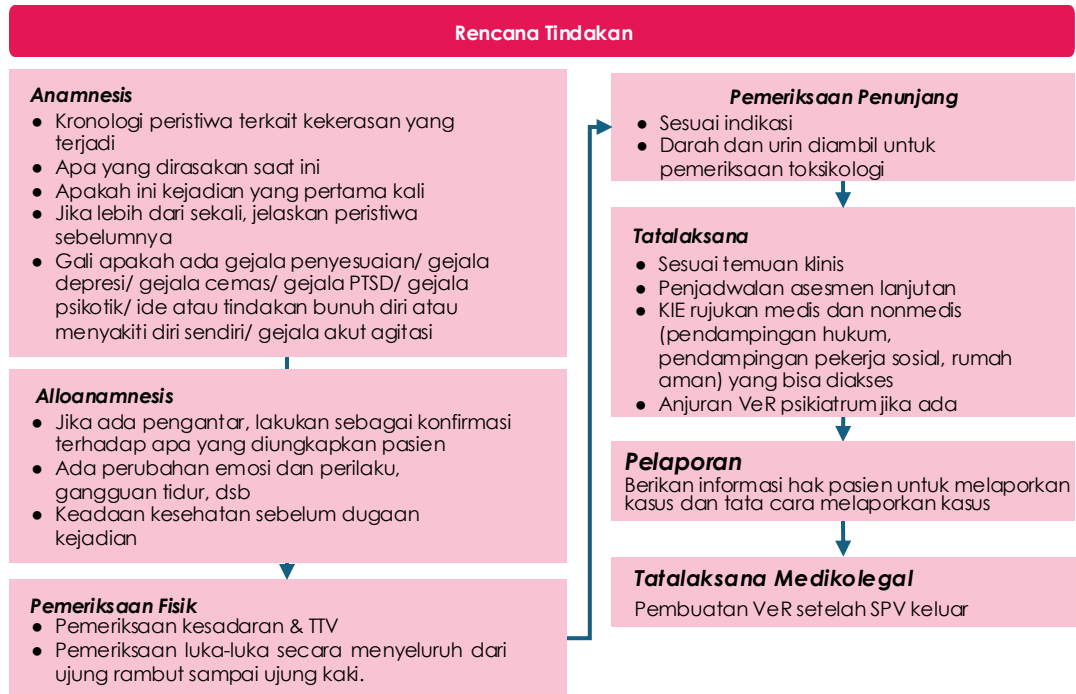 Rencana Tindakan
Anamnesis
● Kronologi peristiwa terkait kekerasan yang
terjadi
● Apa yang dirasakan saat ini
● Apakah ini kejadian yang pertama kali
● Jika lebih dari sekali, jelaskan peristiwa
sebelumnya
● Gali apakah ada gejala penyesuaian/ gejala
depresi/ gejala cemas/ gejala PTSD/ gejala
psikotik/ ide atau tindakan bunuh diri atau
menyakiti diri sendiri/ gejala akut agitasi
Alloanamnesis
● Jika ada pengantar, lakukan sebagai konfirmasi
terhadap apa yang diungkapkan pasien
● Ada perubahan emosi dan perilaku,
gangguan tidur, dsb
● Keadaan kesehatan sebelum dugaan
kejadian
Pemeriksaan Fisik
● Pemeriksaan kesadaran & TTV
● Pemeriksaan luka-luka secara menyeluruh dari
ujung rambut sampai ujung kaki.
Pemeriksaan Penunjang
● Sesuai indikasi
● Darah dan urin diambil untuk
pemeriksaan toksikologi
Tatalaksana
● Sesuai temuan klinis
● Penjadwalan asesmen lanjutan
● KIE rujukan medis dan nonmedis
(pendampingan hukum,
pendampingan pekerja sosial, rumah
aman) yang bisa diakses
● Anjuran VeR psikiatrum jika ada
Pelaporan
Berikan informasi hak pasien untuk melaporkan
kasus dan tata cara melaporkan kasus
Tatalaksana Medikolegal
Pembuatan VeR setelah SPV keluar